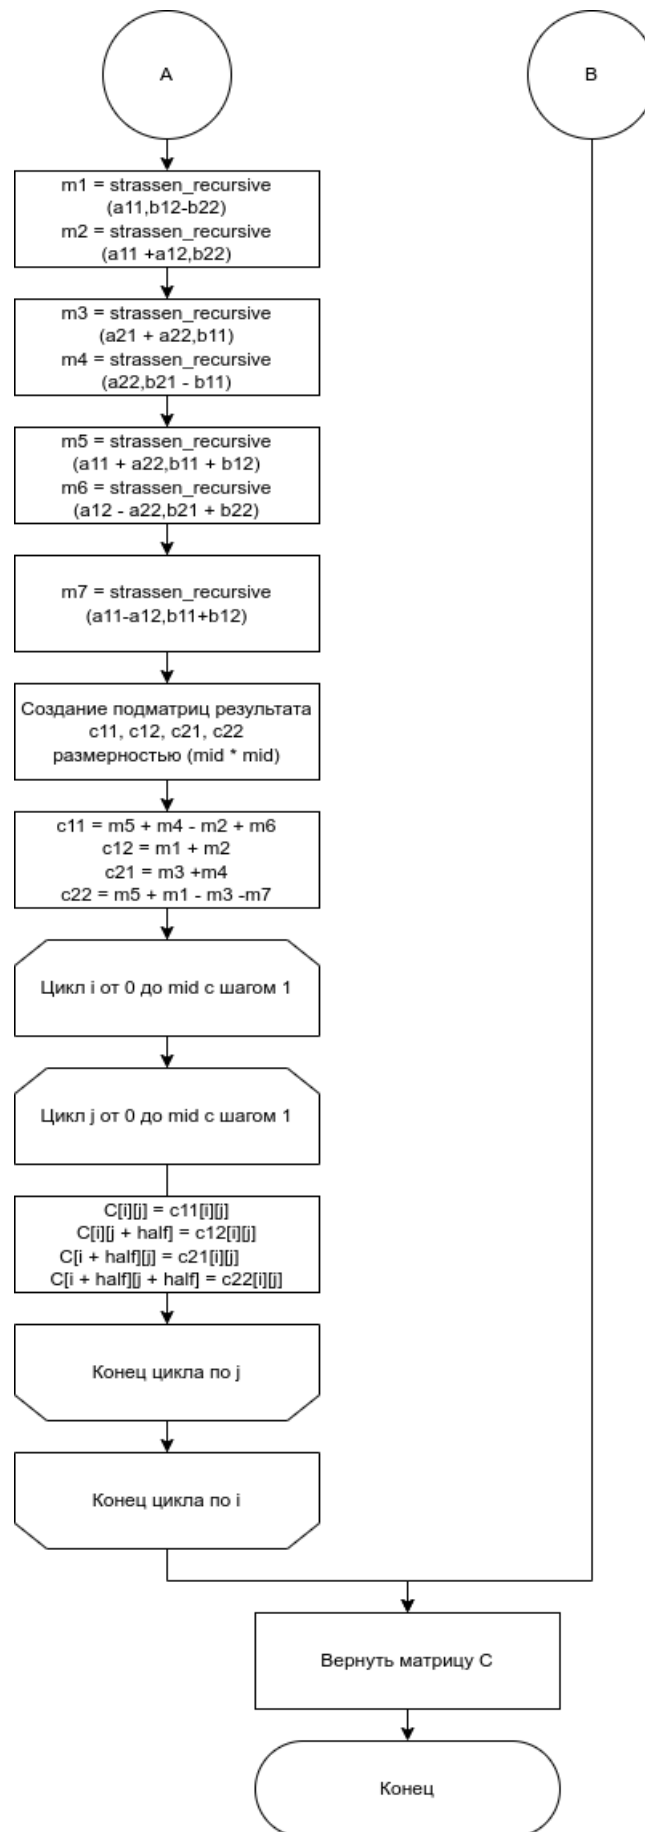 A
B
m1 = strassen_recursive
(a11,b12-b22)
m2 = strassen_recursive
(a11 +a12,b22)
m3 = strassen_recursive
(a21 + a22,b11)
m4 = strassen_recursive
(a22,b21 - b11)
m5 = strassen_recursive
(a11 + a22,b11 + b12)
m6 = strassen_recursive
(a12 - a22,b21 + b22)
m7 = strassen_recursive
(a11-a12,b11+b12)
Создание подматриц результата
c11, c12, c21, c22
размерностью (mid * mid)
c11 = m5 + m4 - m2 + m6
c12 = m1 + m2
c21 = m3 +m4
c22 = m5 + m1 - m3 -m7
Цикл i от 0 до mid с шагом 1
Цикл j от 0 до mid с шагом 1
C[i][j] = c11[i][j]
C[i][j + half] = c12[i][j]
C[i + half][j] = c21[i][j]
C[i + half][j + half] = c22[i][j]
Конец цикла по j
Конец цикла по i
Вернуть матрицу С
Конец